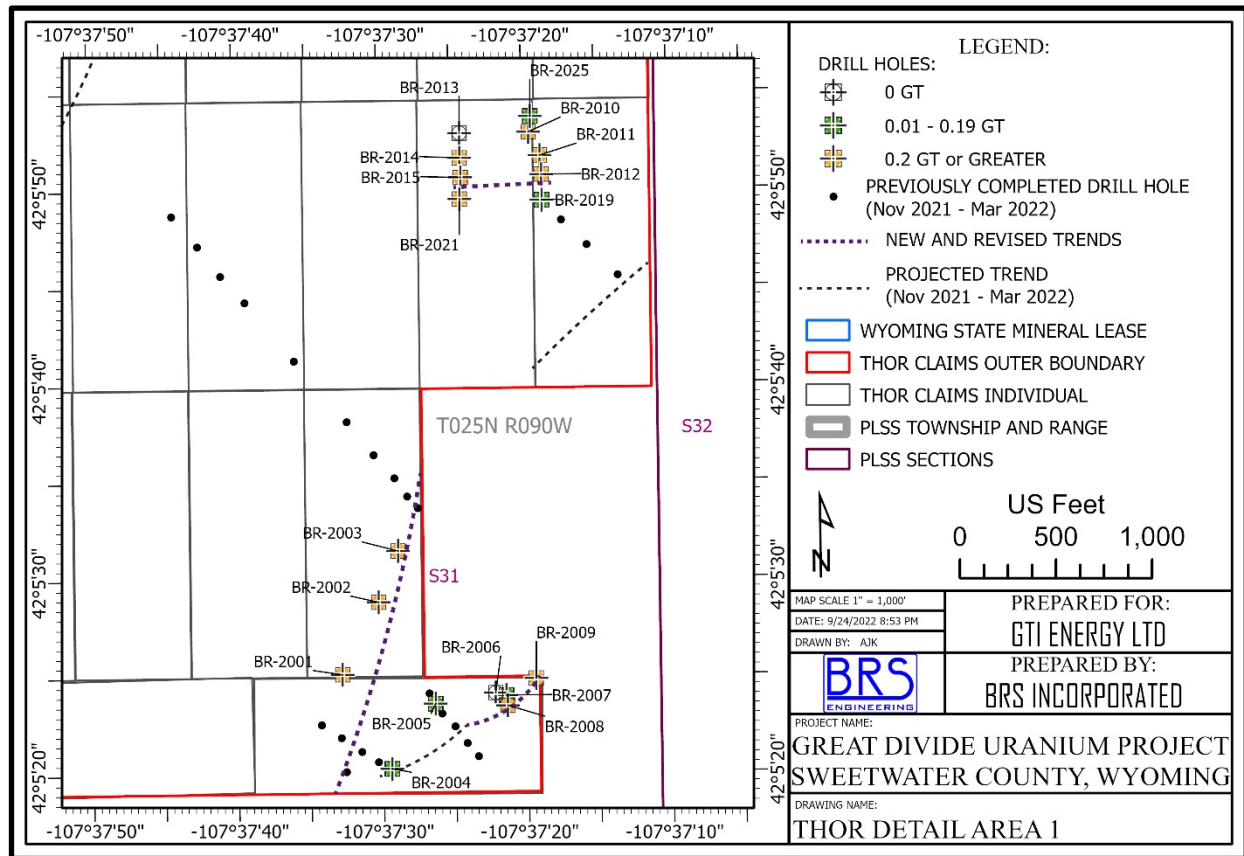 -107°37'50" -107°37'40" -107°37'30" -107°37'20" -107°37'10"
42°5'50"
42°5'40"
42°5'30"
42°5'20"
42°5'50"
42°5'40"
42°5'30"
42°5'20"
BR-2025
BR-2013
BR-2010
BR-2011
BR-2014
BR-2015
BR-2012
BR-2019
BR-2021
T025N R090W
S32
BR-2003
S31
BR-2002
BR-2009
BR-2006
BR-2001
BR-2007
BR-2005
BR-2008
BR-2004
-107°37'50" -107°37'40" -107°37'30" -107°37'20" -107°37'10"
LEGEND:
DRILL HOLES:
0 GT
0.01 - 0.19 GT
0.2 GT or GREATER
PREVIOUSLY COMPLETED DRILL HOLE
(Nov 2021 - Mar 2022)
NEW AND REVISED TRENDS
PROJECTED TREND
(Nov 2021 - Mar 2022)
WYOMING STATE MINERAL LEASE
THOR CLAIMS OUTER BOUNDARY
THOR CLAIMS INDIVIDUAL
PLSS TOWNSHIP AND RANGE
PLSS SECTIONS
N
US Feet
0 500 1,000
MAP SCALE 1" = 1,000'
DATE: 9/24/2022 8:53 PM
DRAWN BY: AJK
PREPARED FOR:
GTI ENERGY LTD
BRS
ENGINEERING
PREPARED BY:
BRS INCORPORATED
PROJECT NAME:
GREAT DIVIDE URANIUM PROJECT
SWEETWATER COUNTY, WYOMING
DRAWING NAME:
THOR DETAIL AREA 1